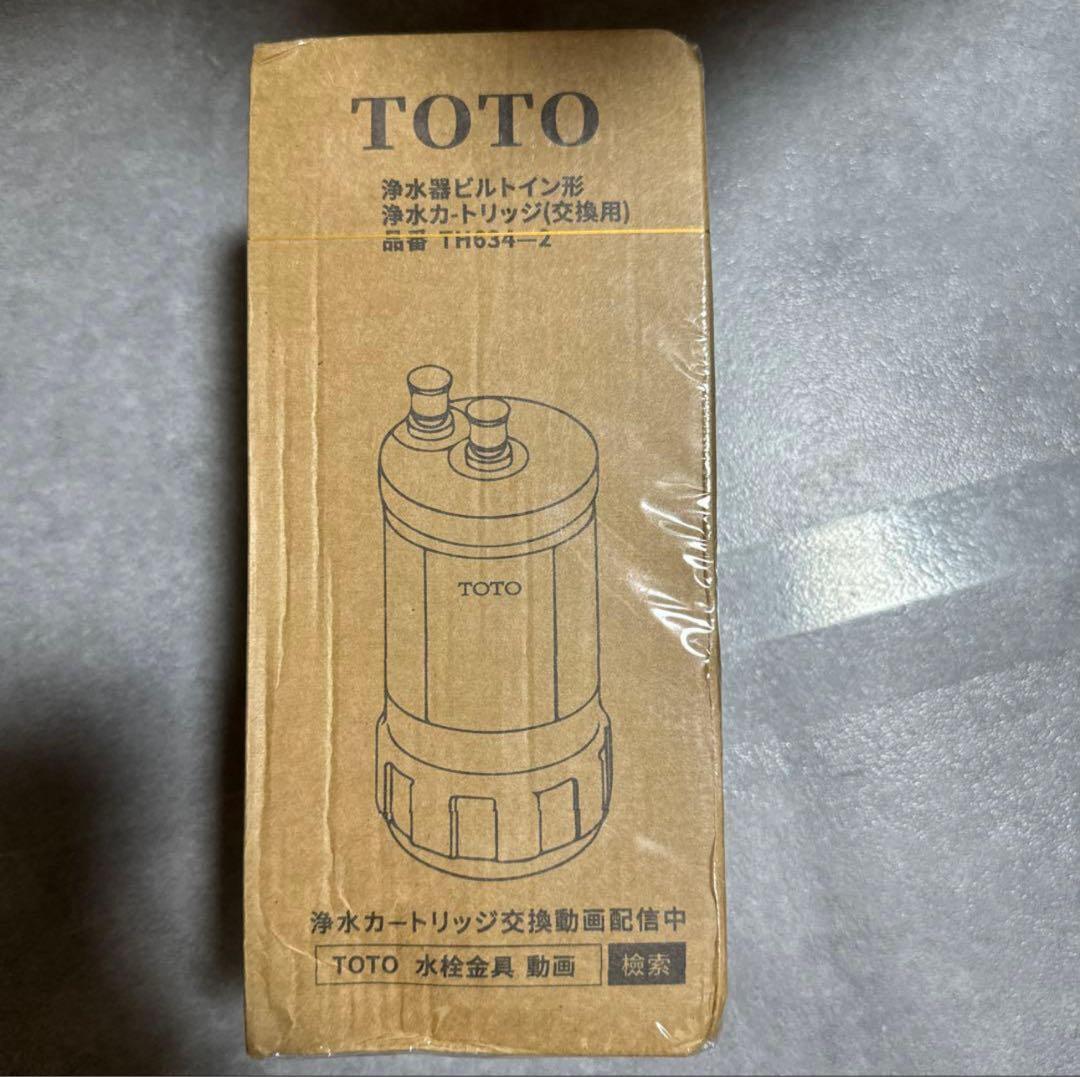 TOTO
浄水器ビルトイン形
浄水カ-トリッジ(交換用)
品番 TH634—2
TOTO
浄水カートリッジ交換動画配信中
TOTO 水栓金具 動画 檢索